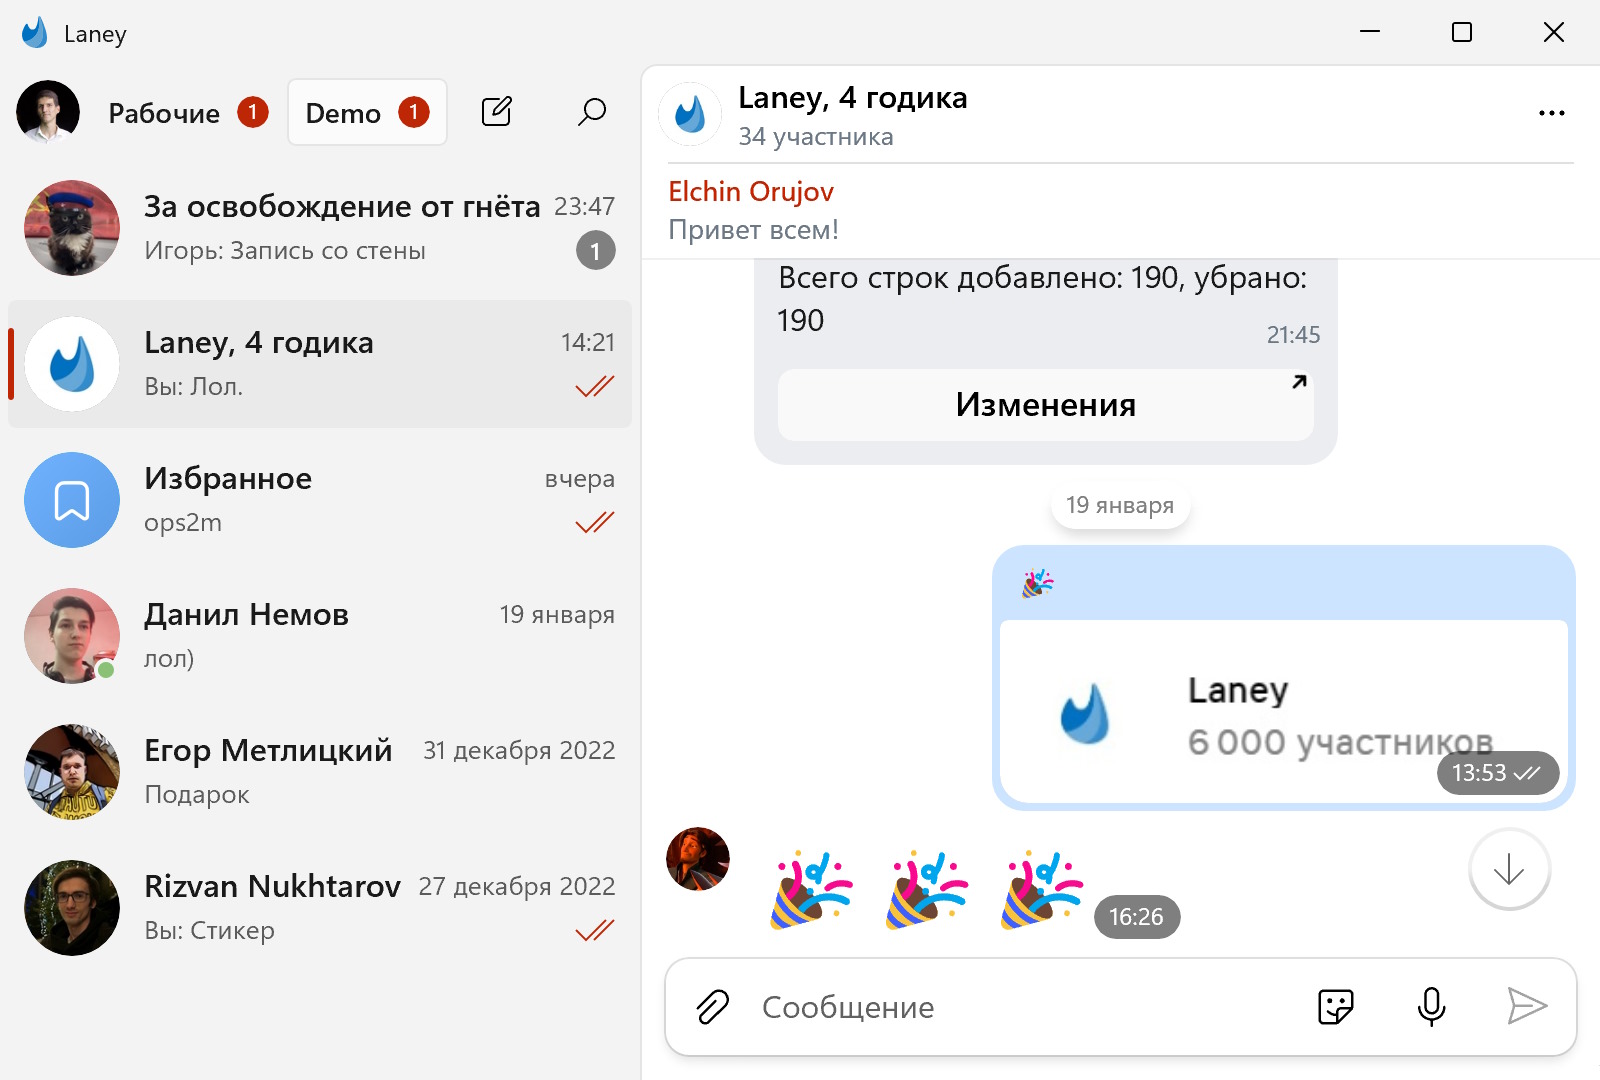 Laney
Рабочие 1
Demo 1
За освобождение от гнёта 23:47
Игорь: Запись со стены 1
Laney, 4 годика 14:21
Вы: Лол.
Избранное вчера
ops2m
Данил Немов 19 января
лол)
Егор Метлицкий 31 декабря 2022
Подарок
Rizvan Nukhtarov 27 декабря 2022
Вы: Стикер
Laney, 4 годика
34 участника
Elchin Orujov
Привет всем!
Всего строк добавлено: 190, убрано:
190
21:45
Изменения
19 января
🎉
Laney
6 000 участников
13:53
🎉 🎉 🎉 16:26
Сообщение